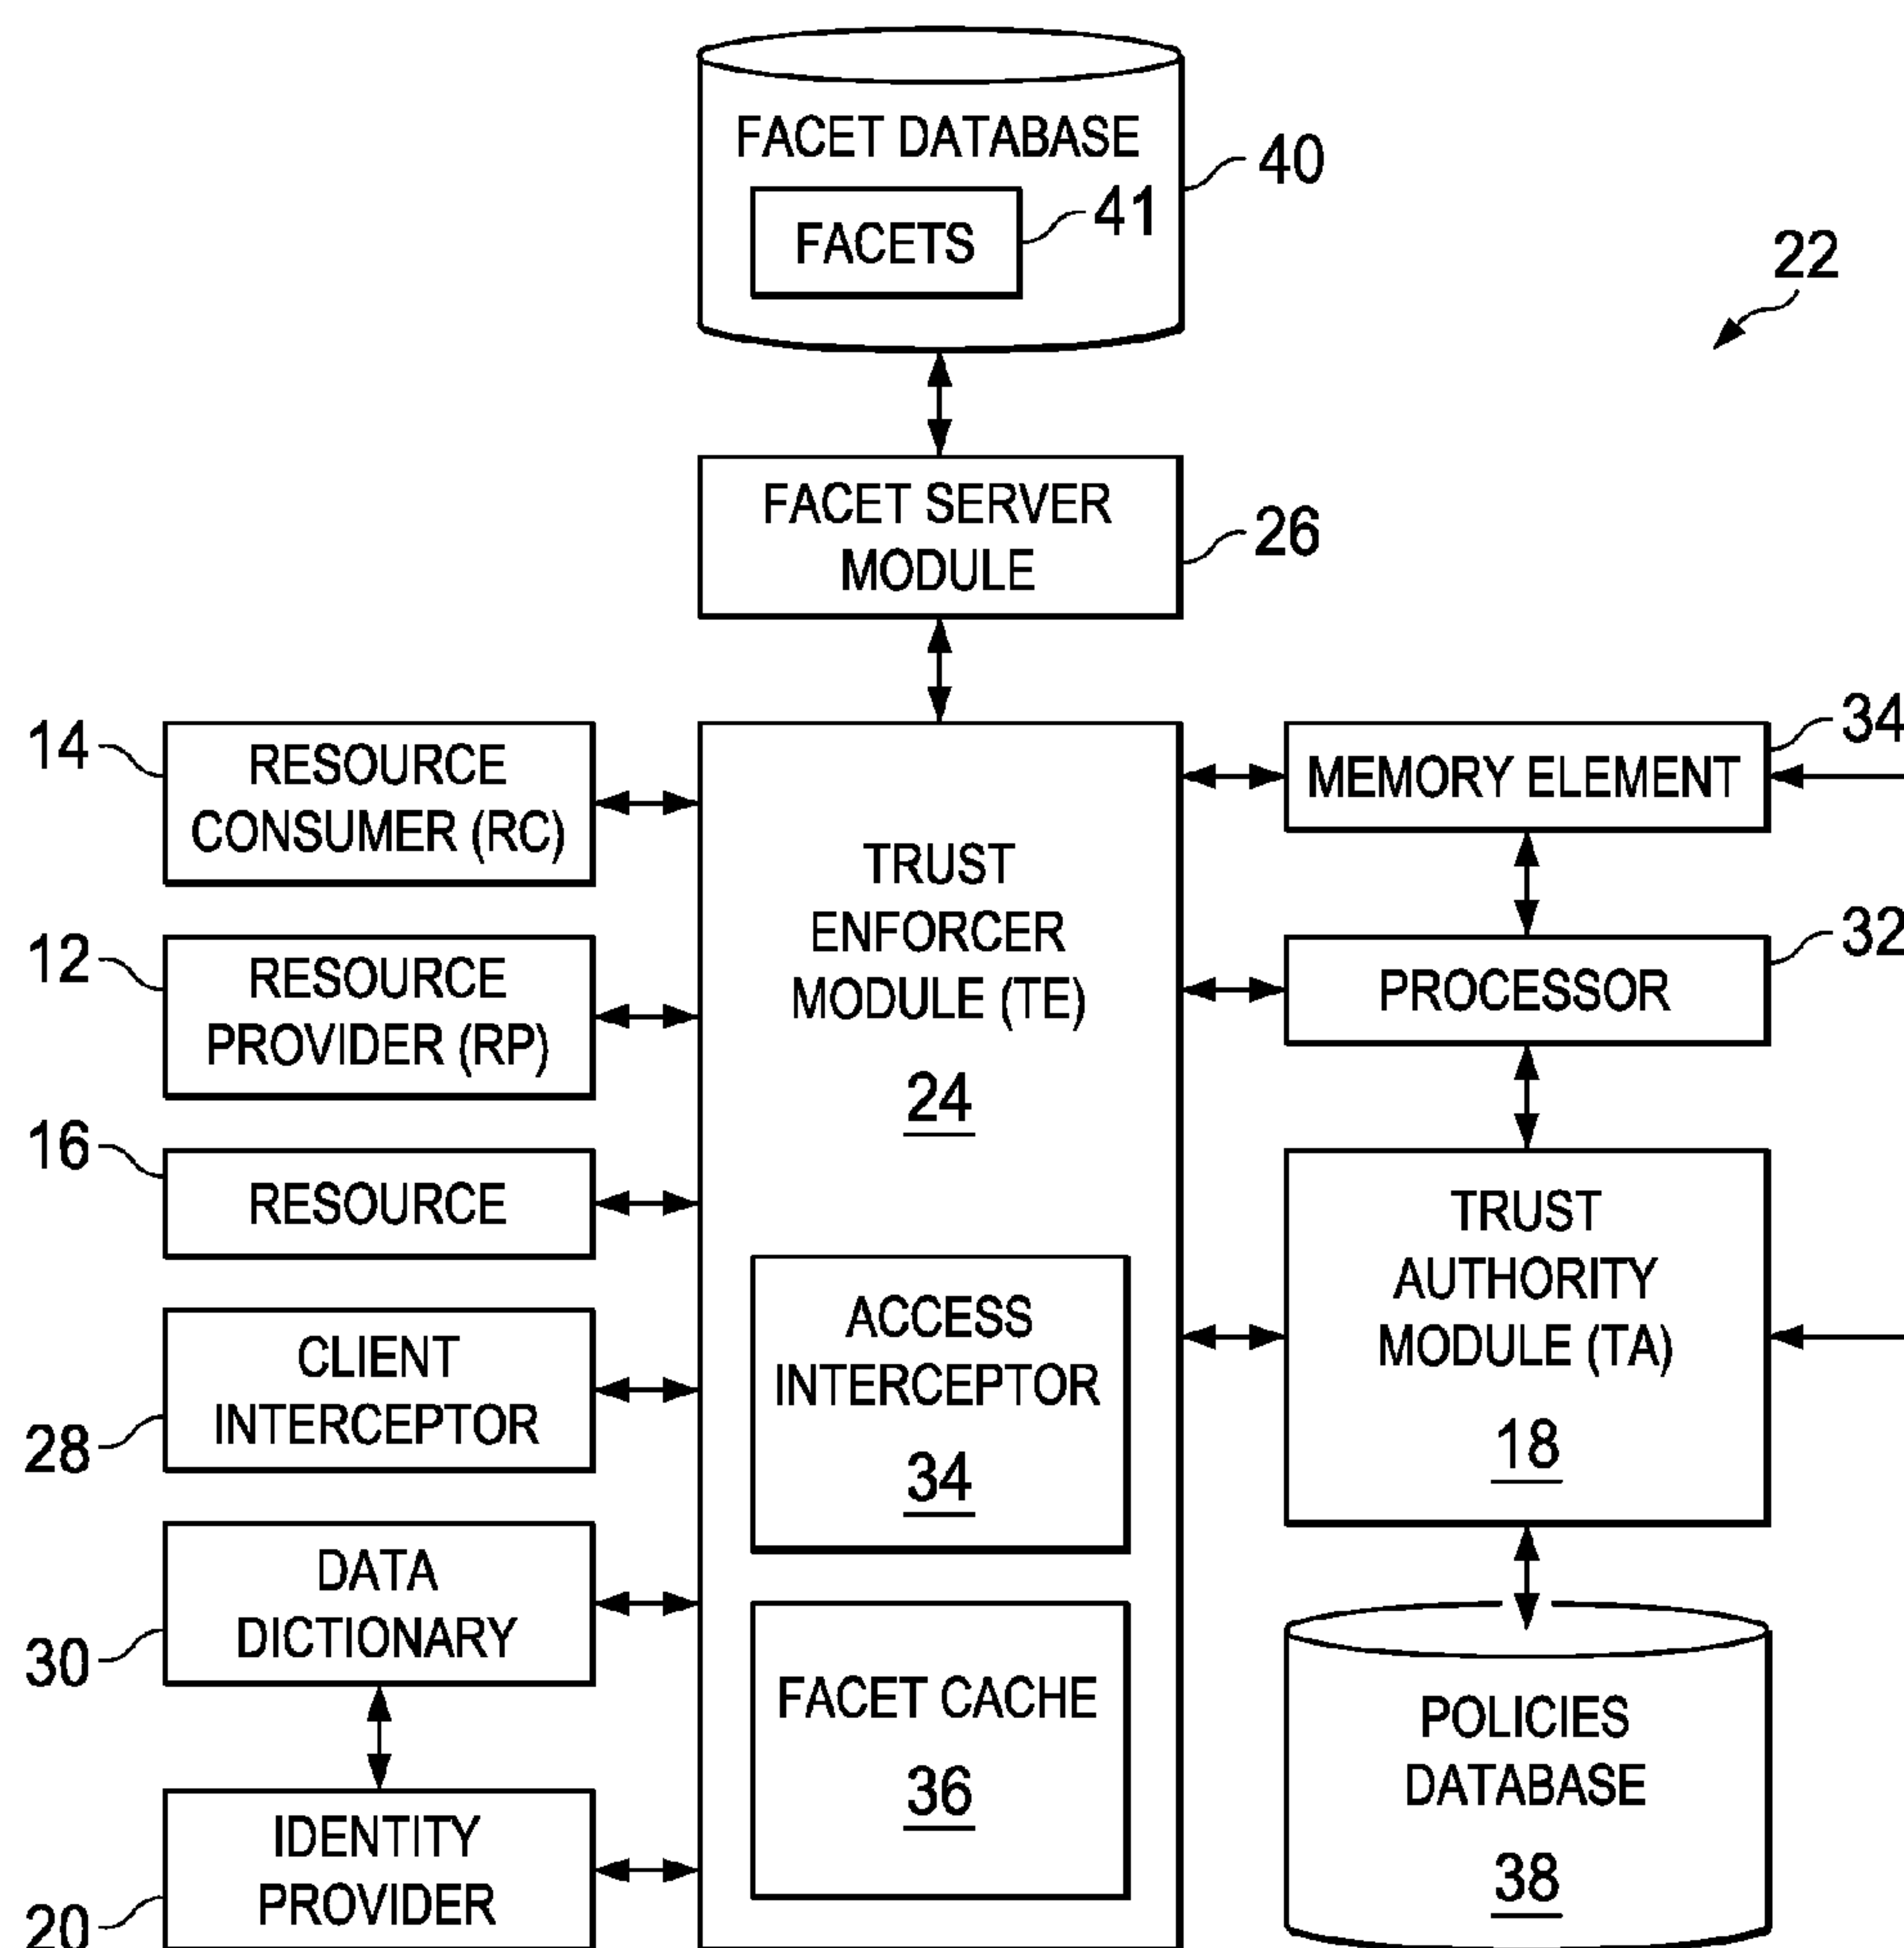 FACET DATABASE
40
FACETS
41
22
FACET SERVER
MODULE
26
14
RESOURCE
CONSUMER (RC)
12
RESOURCE
PROVIDER (RP)
16
RESOURCE
CLIENT
INTERCEPTOR
28
DATA
DICTIONARY
30
IDENTITY
PROVIDER
20
TRUST
ENFORCER
MODULE (TE)
24
ACCESS
INTERCEPTOR
34
FACET CACHE
36
MEMORY ELEMENT
34
PROCESSOR
32
TRUST
AUTHORITY
MODULE (TA)
18
POLICIES
DATABASE
38